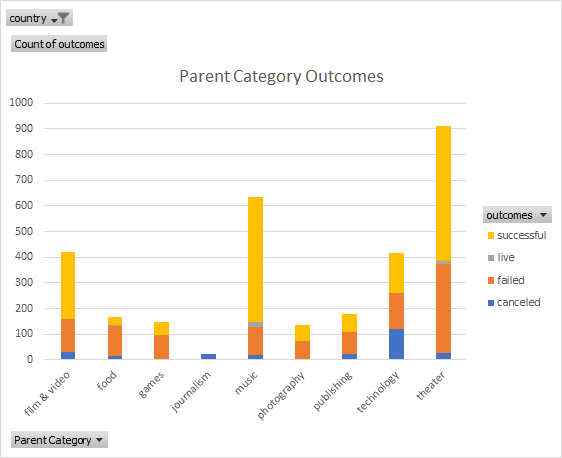 country
Count of outcomes
Parent Category Outcomes
1000
900
800
700
600
500
400
300
200
100
0
film & video
food
games
journalism
music
photography
publishing
technology
theater
outcomes
successful
live
failed
canceled
Parent Category